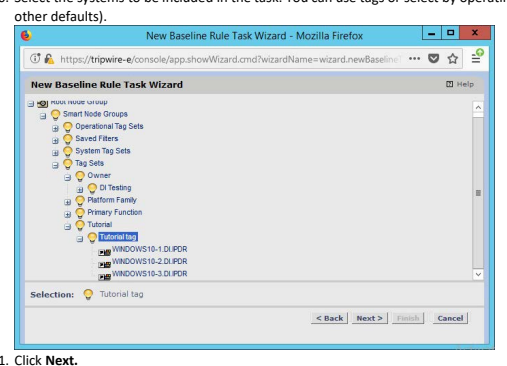 Select the systems to be included in the task. You can use tags or select by operati
other defaults).
New Baseline Rule Task Wizard - Mozilla Firefox
https://tripwire-e/console/app.showWizard.cmd?wizardName=wizard.newBaseline
New Baseline Rule Task Wizard
Help
Root Node Group
Smart Node Groups
Operational Tag Sets
Saved Filters
System Tag Sets
Tag Sets
Owner
DI Testing
Platform Family
Primary Function
Tutorial
Tutorial tag
WINDOWS10-1.DI.IPDR
WINDOWS10-2.DI.IPDR
WINDOWS10-3.DI.IPDR
Selection: Tutorial tag
< Back Next > Finish Cancel
1. Click Next.